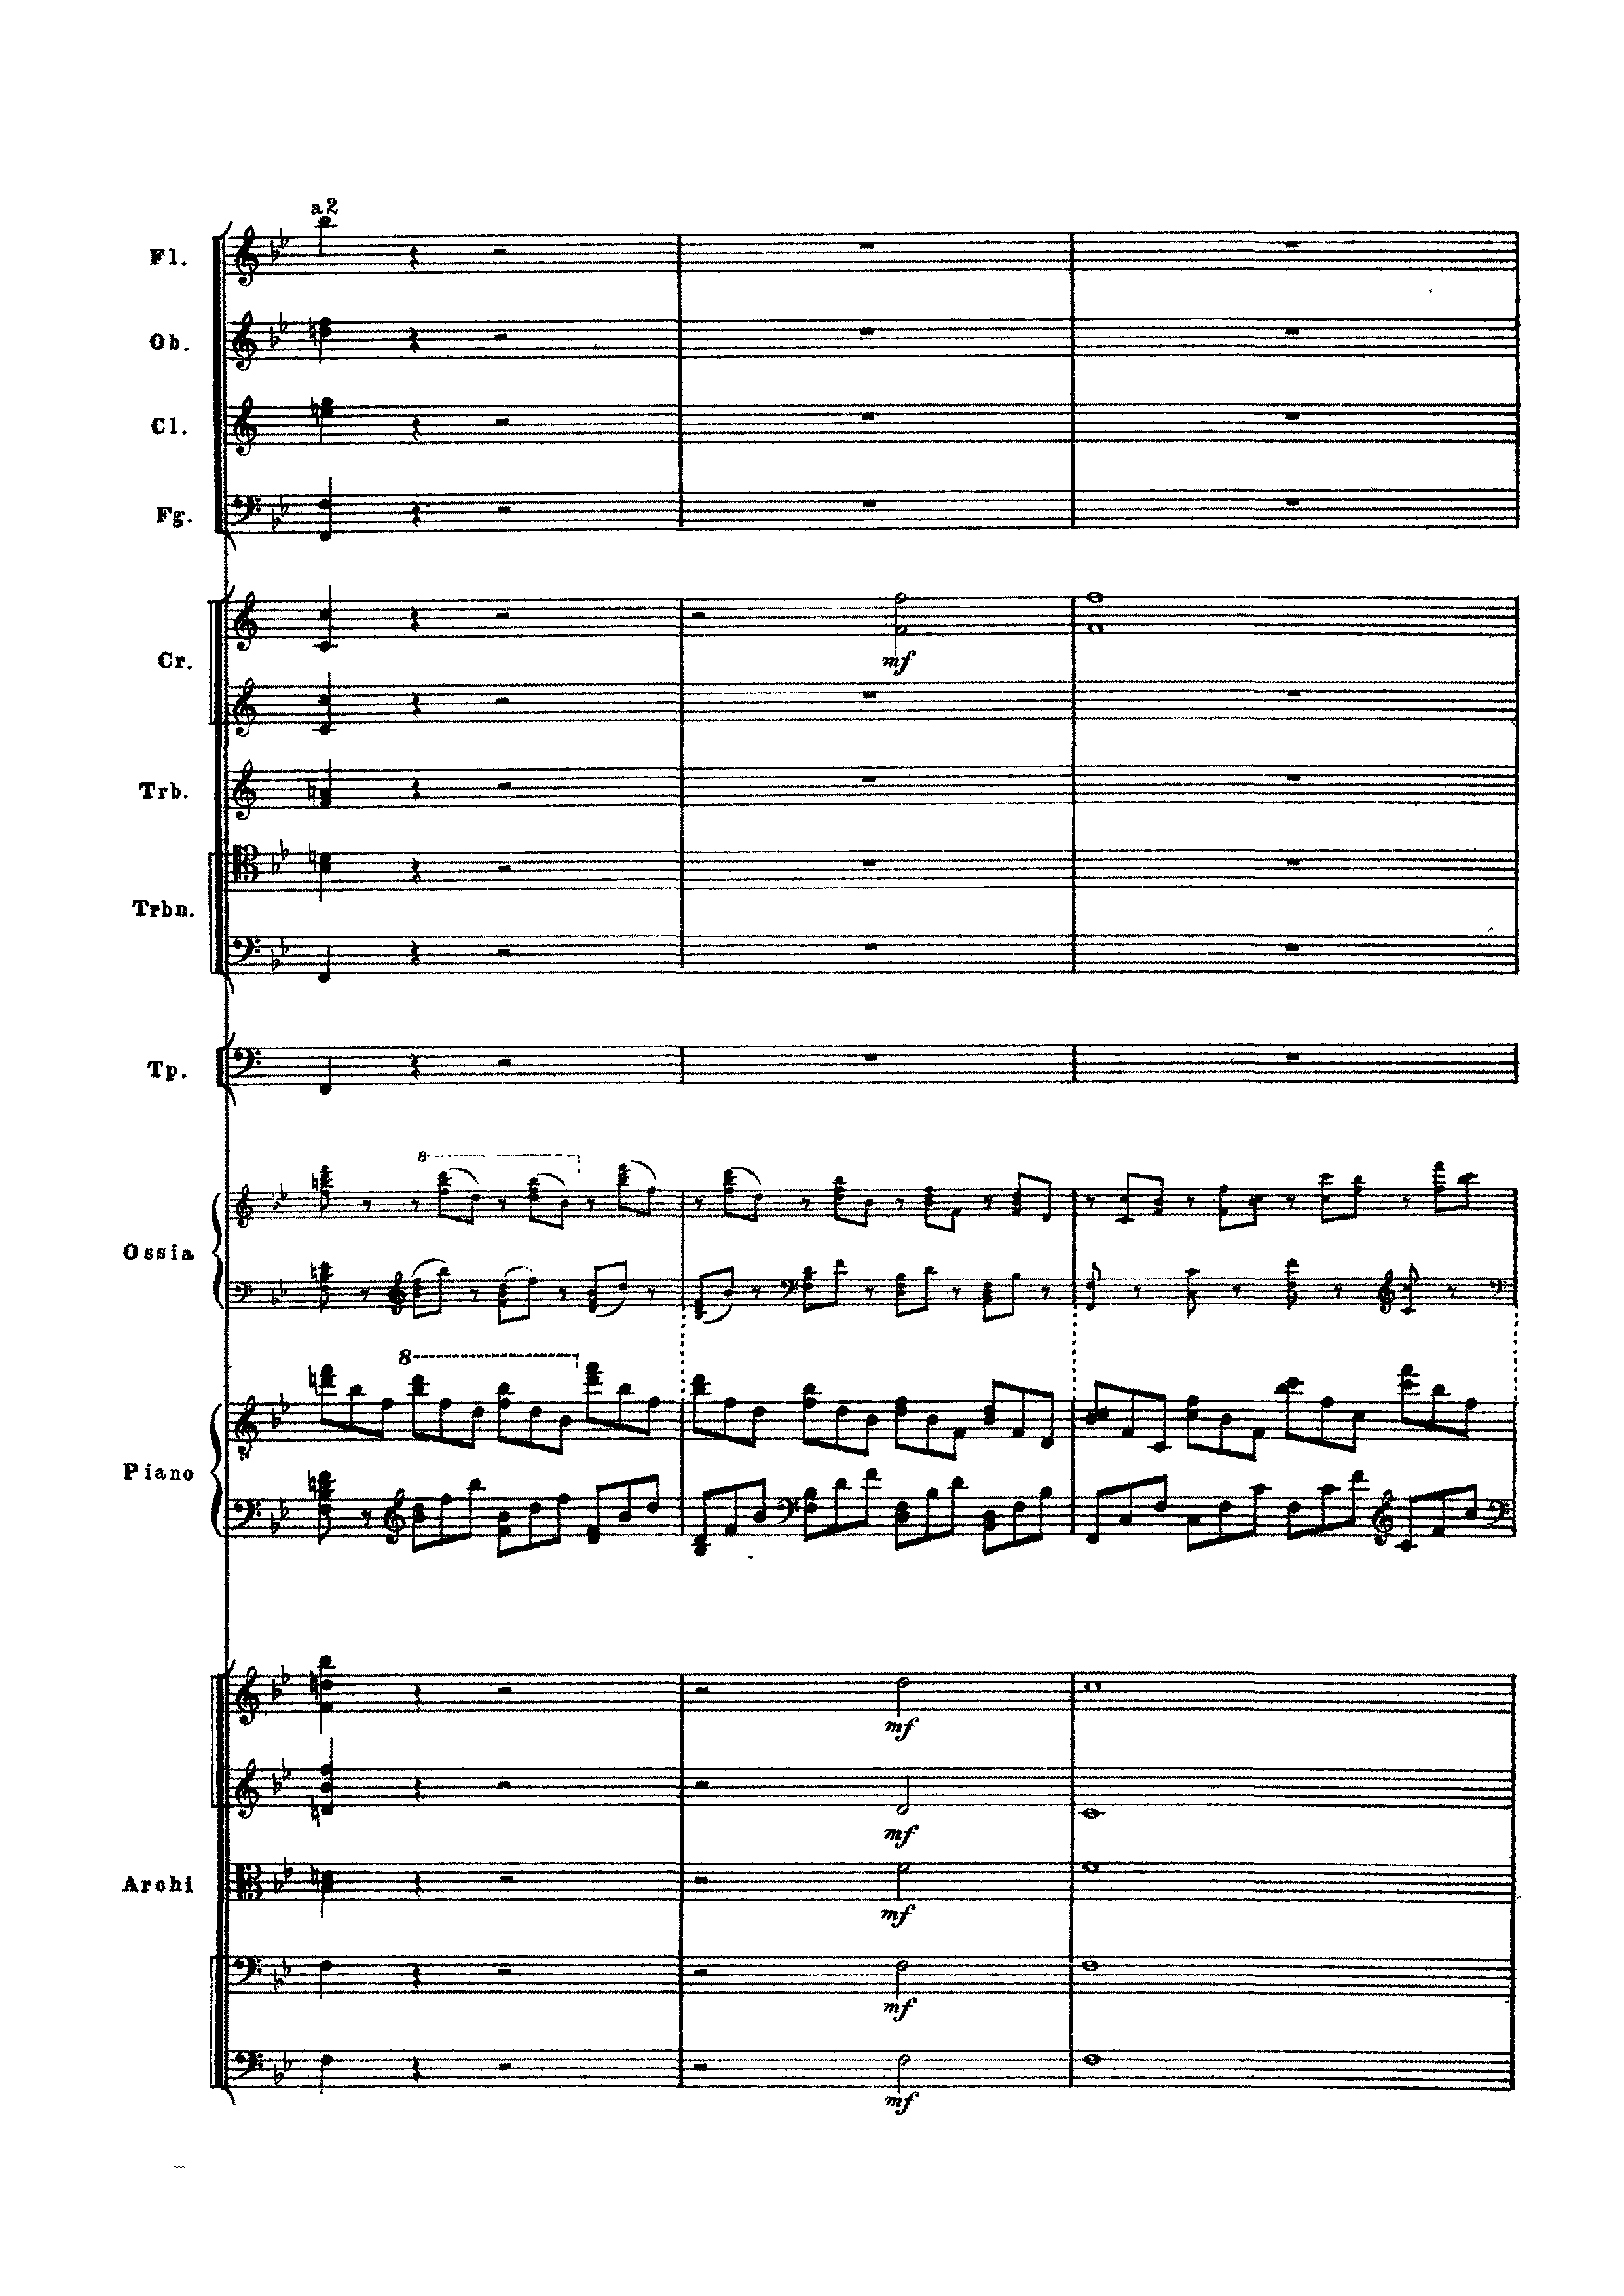 a2
Fl.
Ob.
Cl.
Fg.
Cr.
mf
Trb.
Trbn.
Tp.
8
Ossia
8
Piano
mf
mf
Archi
mf
mf
mf